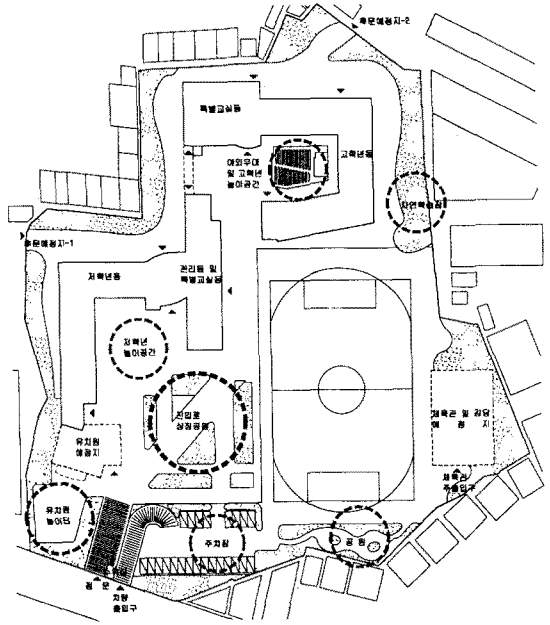 후문예정지-2
특별교실동
야외무대
및 고학년
놀이공간
고학년동
자연학습장
후문예정지-1
저학년동
관리동 및
특별교실동
저학년
놀이공간
진입로
상징공원
유치원
예정지
체육관 및 강당
예 정 지
체육관
주출입구
유치원
놀이터
주차장
공 원
정 문
차량
출입구